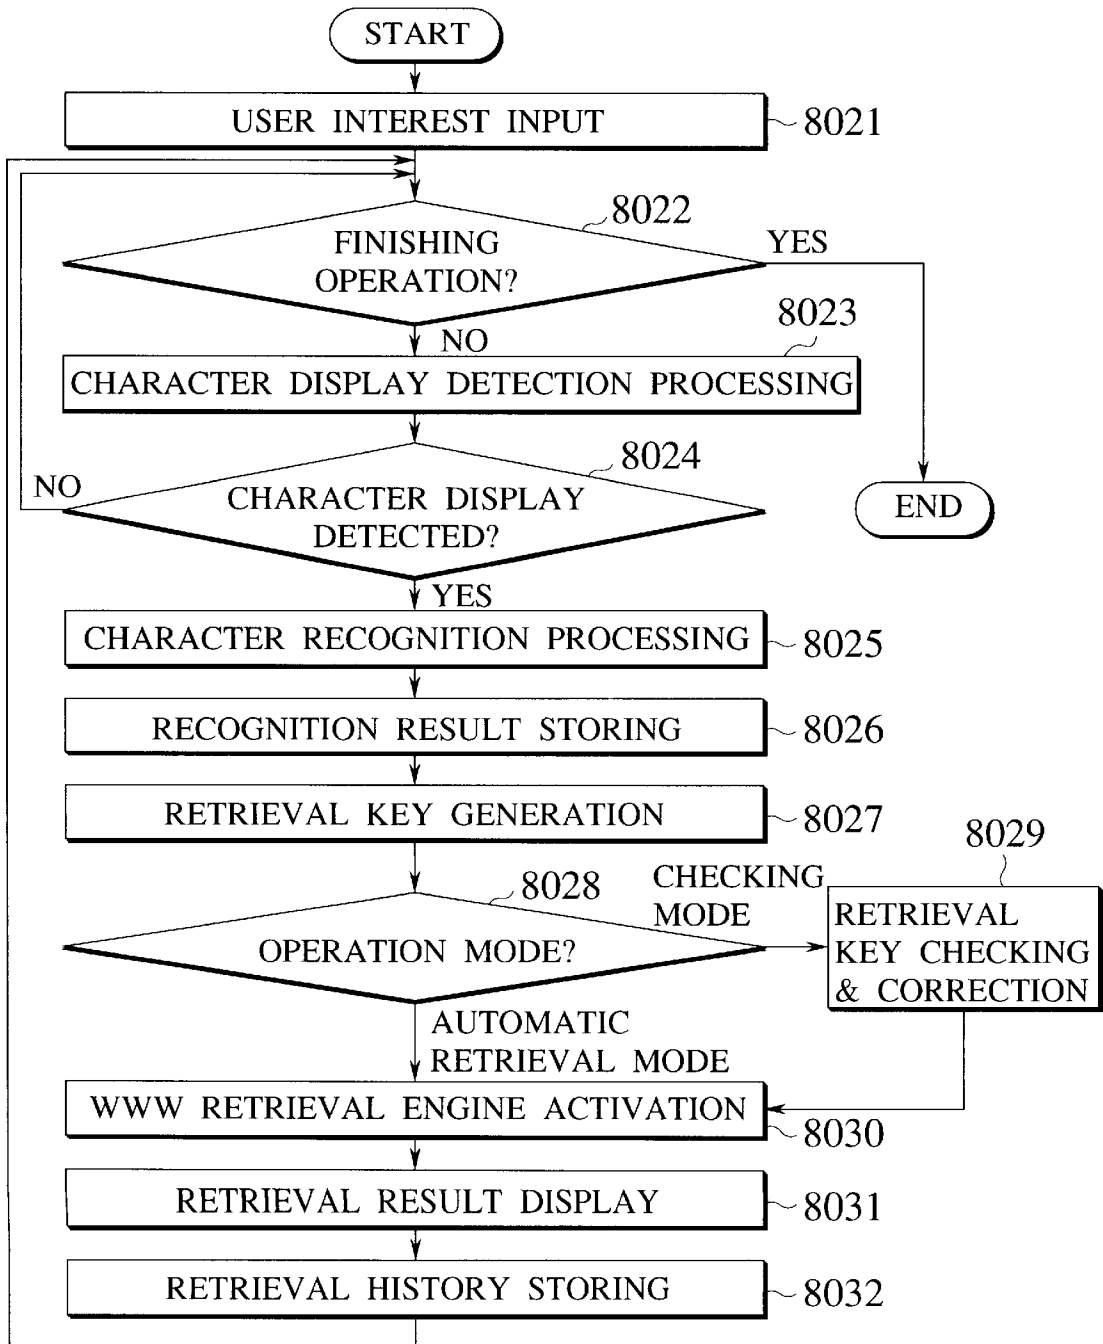 START
USER INTEREST INPUT
8021
8022
FINISHING
OPERATION?
YES
NO
8023
CHARACTER DISPLAY DETECTION PROCESSING
8024
NO
CHARACTER DISPLAY
DETECTED?
END
YES
CHARACTER RECOGNITION PROCESSING
8025
RECOGNITION RESULT STORING
8026
RETRIEVAL KEY GENERATION
8027
8028
OPERATION MODE?
CHECKING
MODE
8029
RETRIEVAL
KEY CHECKING
& CORRECTION
AUTOMATIC
RETRIEVAL MODE
WWW RETRIEVAL ENGINE ACTIVATION
8030
RETRIEVAL RESULT DISPLAY
8031
RETRIEVAL HISTORY STORING
8032